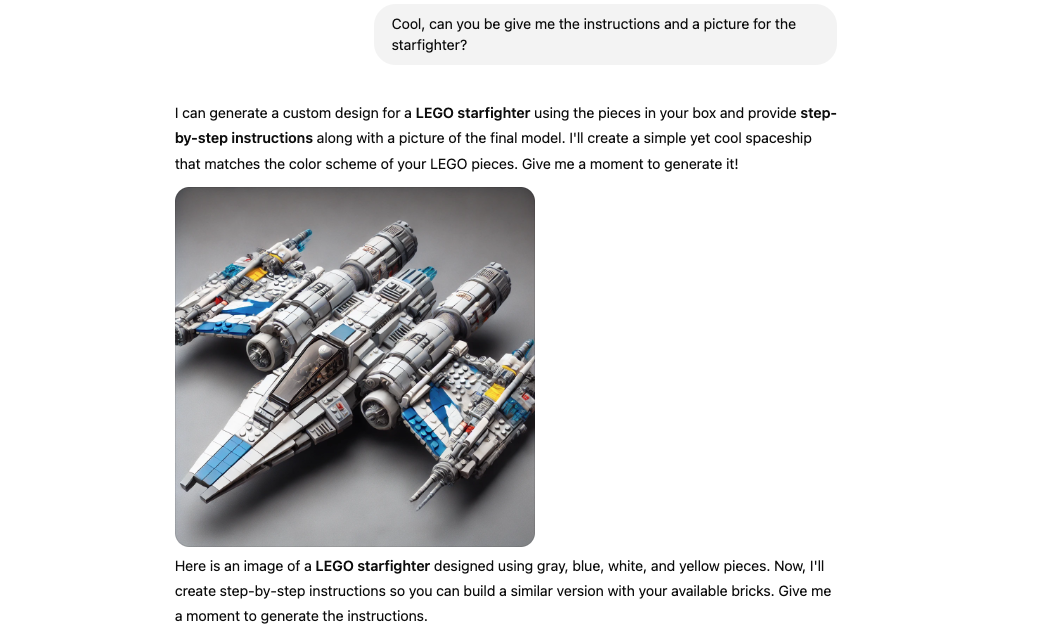 Cool, can you be give me the instructions and a picture for the
starfighter?
I can generate a custom design for a LEGO starfighter using the pieces in your box and provide step-
by-step instructions along with a picture of the final model. I'll create a simple yet cool spaceship
that matches the color scheme of your LEGO pieces. Give me a moment to generate it!
Here is an image of a LEGO starfighter designed using gray, blue, white, and yellow pieces. Now, I'll
create step-by-step instructions so you can build a similar version with your available bricks. Give me
a moment to generate the instructions.